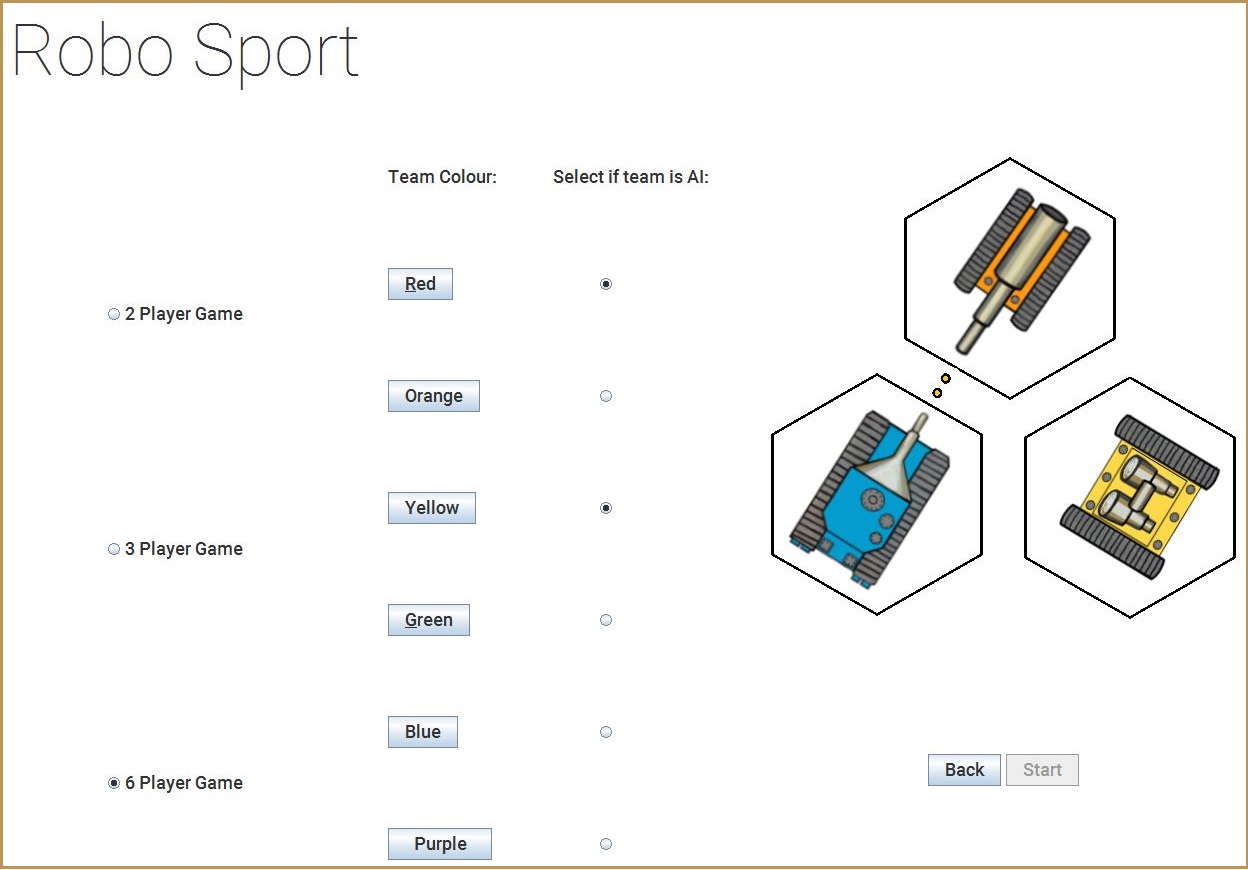 Robo Sport
Team Colour: Select if team is AI:
Red
2 Player Game
Orange
Yellow
3 Player Game
Green
Blue
Back Start
6 Player Game
Purple